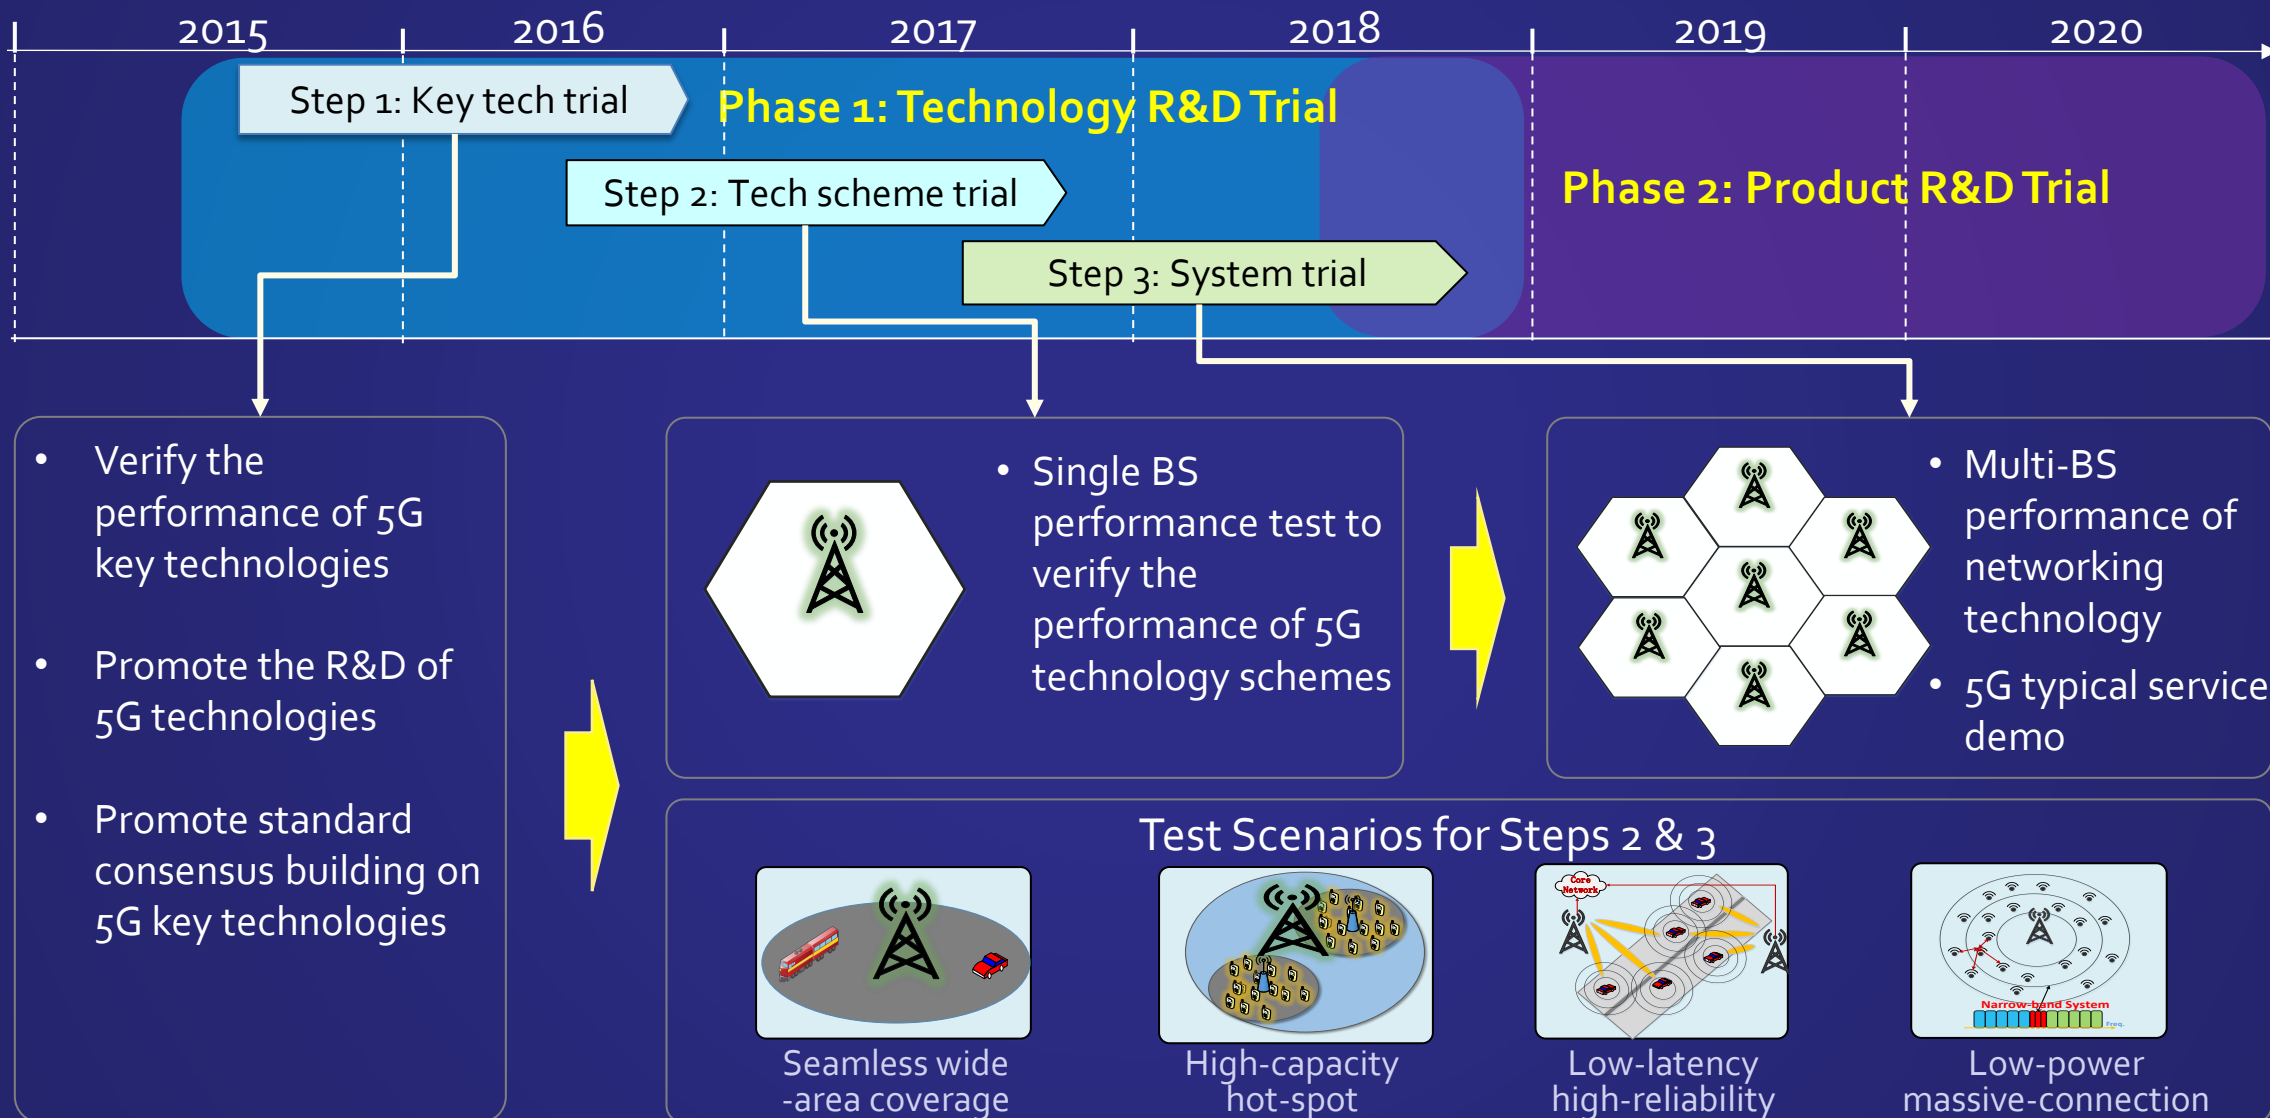 2015 2016 2017 2018 2019 2020
Step 1: Key tech trial
Phase 1: Technology R&D Trial
Step 2: Tech scheme trial
Phase 2: Product R&D Trial
Step 3: System trial
• Verify the
performance of 5G
key technologies
• Promote the R&D of
5G technologies
• Promote standard
consensus building on
5G key technologies
• Single BS
performance test to
verify the
performance of 5G
technology schemes
• Multi-BS
performance of
networking
technology
• 5G typical service
demo
Test Scenarios for Steps 2 & 3
Core
Network
Narrow-band System
Freq.
Seamless wide
-area coverage
High-capacity
hot-spot
Low-latency
high-reliability
Low-power
massive-connection